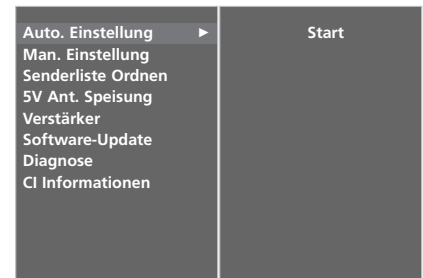 Auto. Einstellung ► Start
Man. Einstellung
Senderliste Ordnen
5V Ant. Speisung
Verstärker
Software-Update
Diagnose
CI Informationen